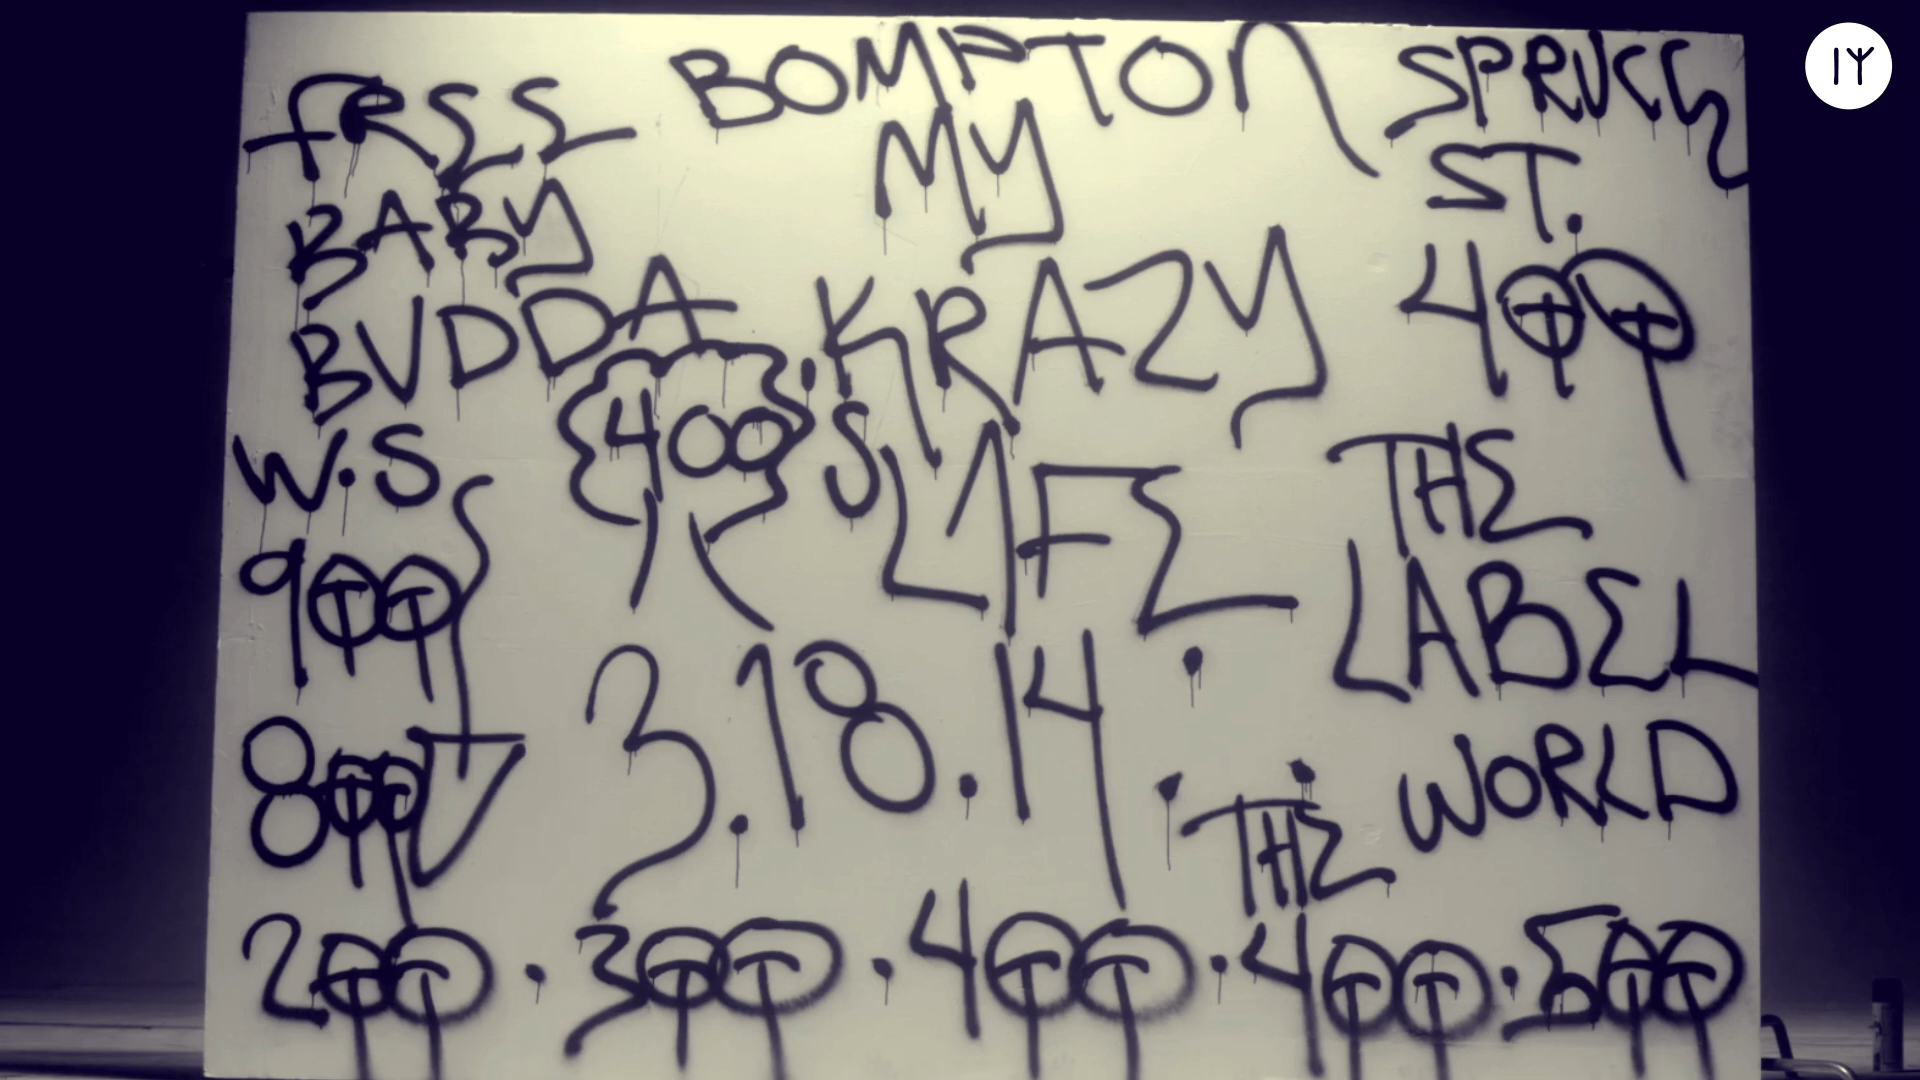 FREE BOMPTON SPRUCE
BABY MY ST.
BUDDA KRAZY 400
W.S 400'S LIFE THE
900 LABEL
800
3.18.14.
THE WORLD
200 · 300 · 400 · 400 · 500